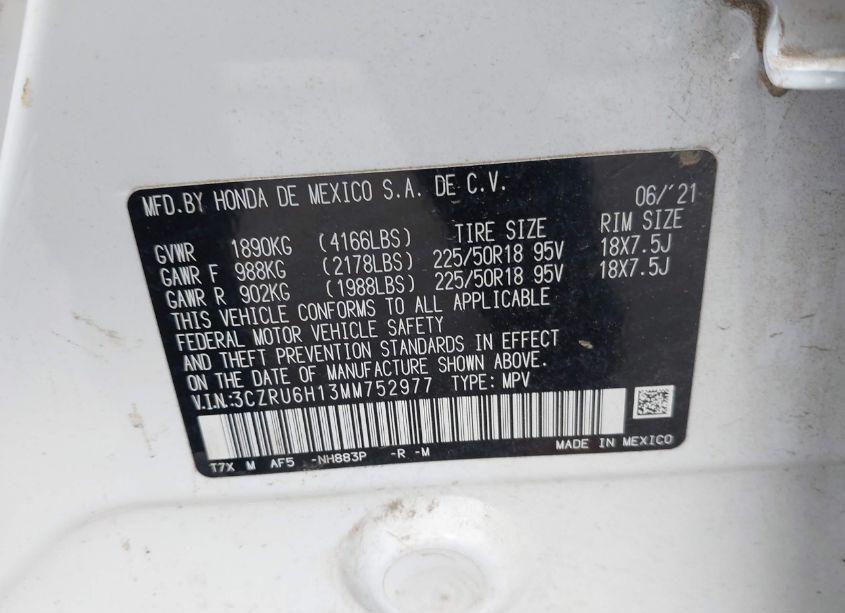 MFD.BY HONDA DE MEXICO S.A. DE C.V. 06/'21
TIRE SIZE RIM SIZE
GVWR 1890KG (4166LBS)
GAWR F 988KG (2178LBS) 225/50R18 95V 18X7.5J
GAWR R 902KG (1988LBS) 225/50R18 95V 18X7.5J
THIS VEHICLE CONFORMS TO ALL APPLICABLE
FEDERAL MOTOR VEHICLE SAFETY
AND THEFT PREVENTION STANDARDS IN EFFECT
ON THE DATE OF MANUFACTURE SHOWN ABOVE.
V.I.N:3CZRU6H13MM752977 TYPE: MPV
MADE IN MEXICO
T7X M AF5 -NH883P -R -M